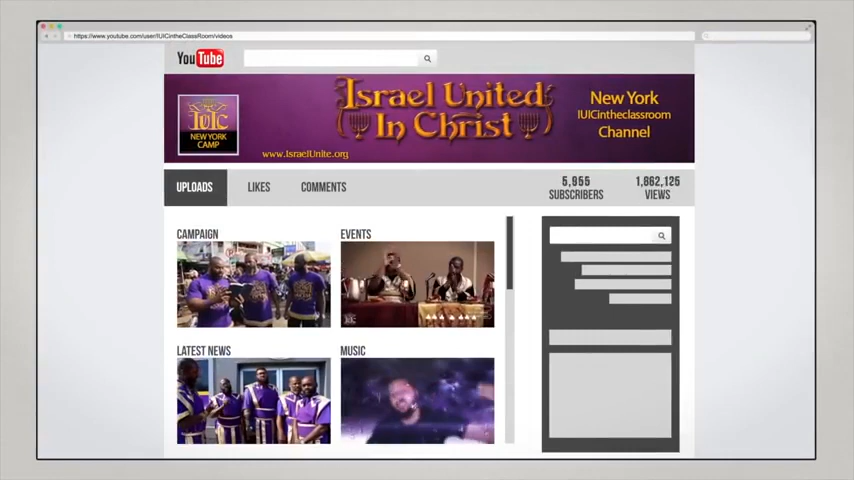 https://www.youtube.com/user/IUICintheClassRoom/videos
YouTube
Israel United
In Christ
www.IsraelUnite.org
IUIC
NEW YORK
CAMP
New York
IUICintheclassroom
Channel
UPLOADS
LIKES
COMMENTS
5,955
SUBSCRIBERS
1,862,125
VIEWS
CAMPAIGN
EVENTS
LATEST NEWS
MUSIC